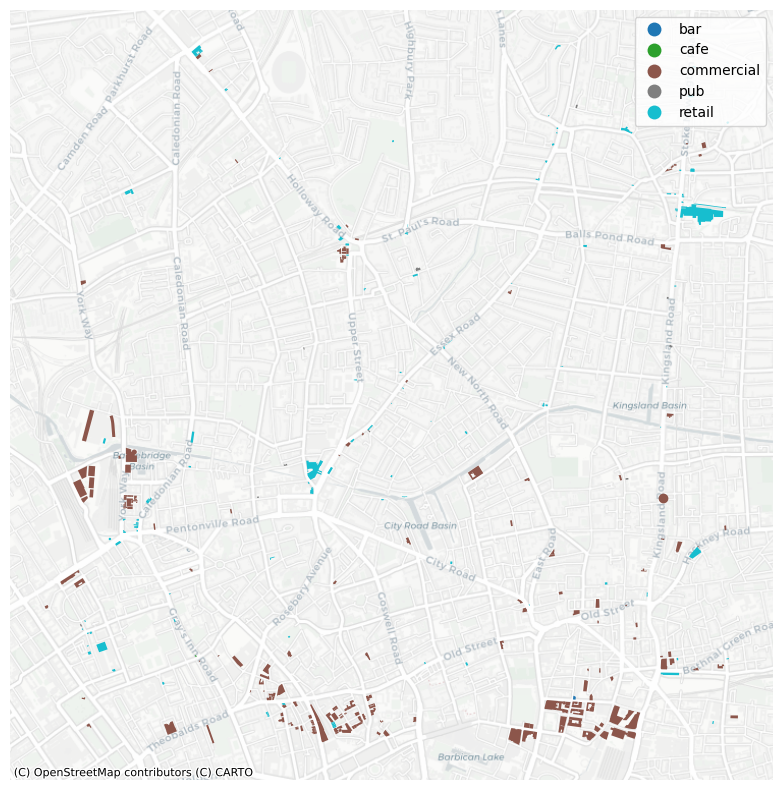 Highbury Park
Parkhurst Road
Camden Road
Caledonian Road
bar
cafe
commercial
pub
retail
Holloway Road
St. Paul's Road
Balls Pond Road
York Way
Caledonian Road
Upper Street
Essex Road
New North Road
Kingsland Road
Kingsland Basin
Basin
York Way
Caledonian Road
Pentonville Road
City Road Basin
Kingsland Road
Hackney Road
East Road
City Road
Rosebery Avenue
Goswell Road
Old Street
Old Street
Gray's Inn Road
Bethnal Green Road
Theobalds Road
Barbican Lake
(C) OpenStreetMap contributors (C) CARTO